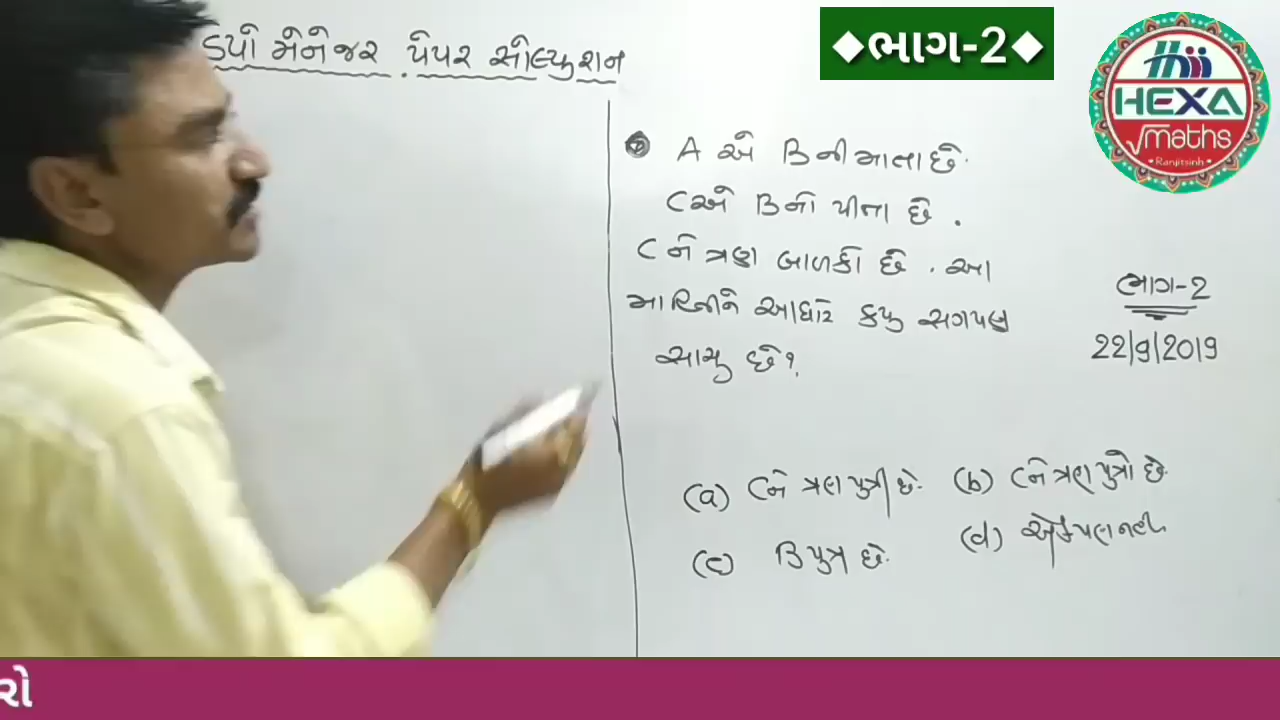 ડેપો મેનેજર પેપર સોલ્યુશન
◆ભાગ-2◆
HEXA
√maths
Ranjitsinh
A એ B ની માતા છે.
C એ B ના પીતા છે.
C ને ત્રણ બાળકો છે. આ
માહિતીને આધારે કયુ સગપણ
સાચુ છે?
ભાગ-2
22/9/2019
(a) C ને ત્રણ પુત્રી છે. (b) C ને ત્રણ પુત્રો છે
(c) B પુત્ર છે. (d) એકપણ નહી
રો